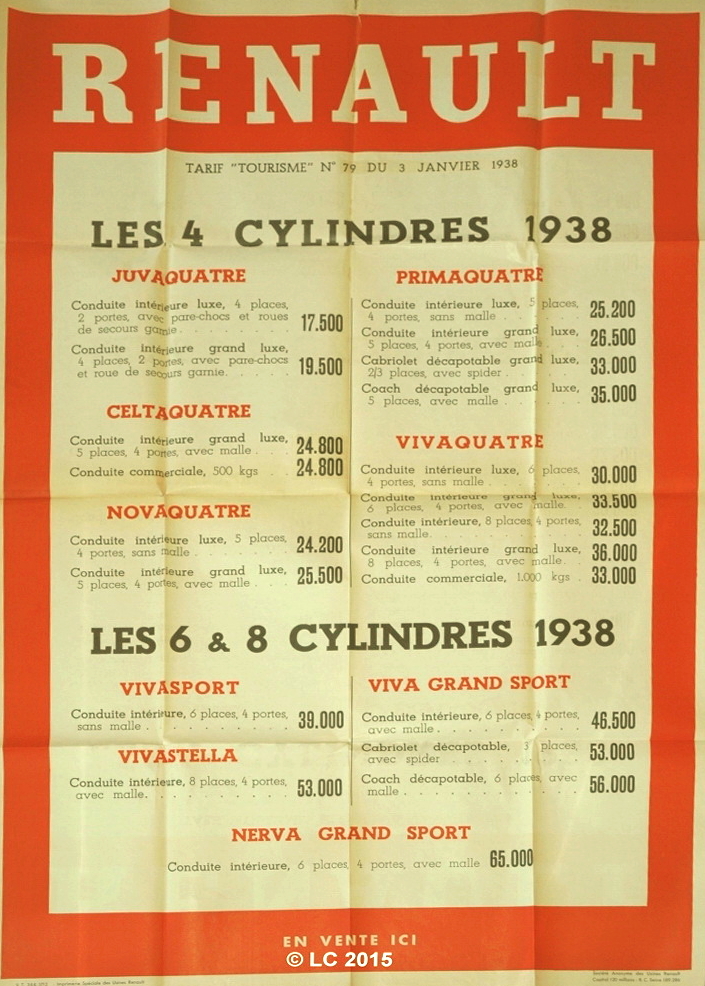 RENAULT
TARIF "TOURISME" N° 79 DU 3 JANVIER 1938
LES 4 CYLINDRES 1938
JUVAQUATRE
Conduite intérieure luxe, 4 places,
2 portes, avec pare-chocs et roues
de secours garnie . . . . . . 17.500
Conduite intérieure grand luxe,
4 places, 2 portes, avec pare-chocs
et roue de secours garnie. . . . . 19.500
CELTAQUATRE
Conduite intérieure grand luxe,
5 places, 4 portes, avec malle . . . 24.800
Conduite commerciale, 500 kgs . . 24.800
NOVAQUATRE
Conduite intérieure luxe, 5 places,
4 portes, sans malle . . . . . . 24.200
Conduite intérieure grand luxe,
5 places, 4 portes, avec malle . . . 25.500
PRIMAQUATRE
Conduite intérieure luxe, 5 places,
4 portes, sans malle . . . . . 25.200
Conduite intérieure grand luxe,
5 places, 4 portes, avec malle . . . 26.500
Cabriolet décapotable grand luxe,
2/3 places, avec spider . . . . . 33.000
Coach décapotable grand luxe,
5 places, avec malle . . . . . 35.000
VIVAQUATRE
Conduite intérieure luxe, 6 places,
4 portes, sans malle . . . . . 30.000
Conduite intérieure grand luxe,
6 places, 4 portes, avec malle. . . 33.500
Conduite intérieure, 8 places, 4 portes,
sans malle. . . . . . . . . 32.500
Conduite intérieure grand luxe,
8 places, 4 portes, avec malle. . . 36.000
Conduite commerciale, 1.000 kgs . 33.000
LES 6 & 8 CYLINDRES 1938
VIVASPORT
Conduite intérieure, 6 places, 4 portes,
sans malle . . . . . . . . . 39.000
VIVASTELLA
Conduite intérieure, 8 places, 4 portes,
avec malle. . . . . . . . . 53.000
VIVA GRAND SPORT
Conduite intérieure, 6 places, 4 portes,
avec malle . . . . . . . . . 46.500
Cabriolet décapotable, 3 places,
avec spider . . . . . . . . 53.000
Coach décapotable, 6 places, avec
malle . . . . . . . . . . 56.000
NERVA GRAND SPORT
Conduite intérieure, 6 places, 4 portes, avec malle 65.000
EN VENTE ICI
© LC 2015
Imprimerie Spéciale des Usines Renault
Société Anonyme des Usines Renault